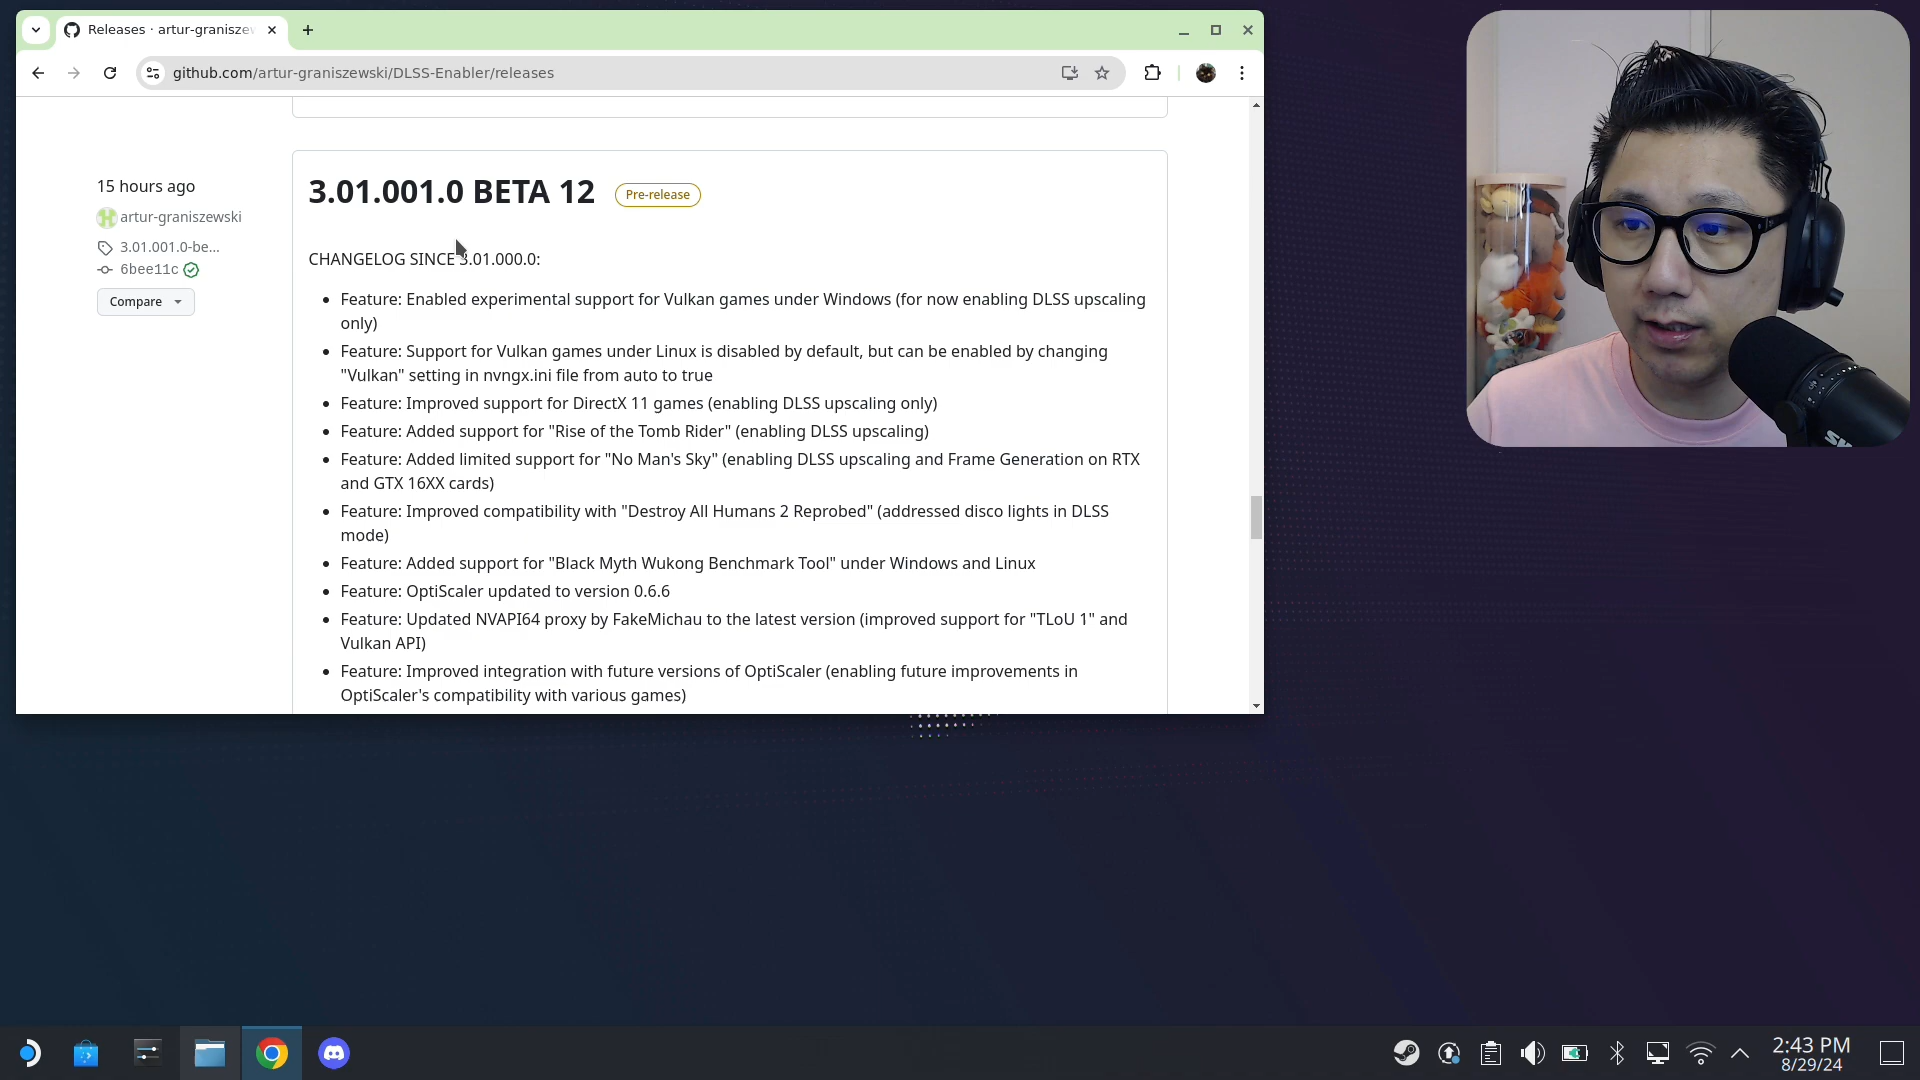 Releases · artur-graniszew
github.com/artur-graniszewski/DLSS-Enabler/releases
15 hours ago
artur-graniszewski
3.01.001.0-be...
6bee11c
Compare
3.01.001.0 BETA 12
Pre-release
CHANGELOG SINCE 3.01.000.0:
Feature: Enabled experimental support for Vulkan games under Windows (for now enabling DLSS upscaling
only)
Feature: Support for Vulkan games under Linux is disabled by default, but can be enabled by changing
"Vulkan" setting in nvngx.ini file from auto to true
Feature: Improved support for DirectX 11 games (enabling DLSS upscaling only)
Feature: Added support for "Rise of the Tomb Rider" (enabling DLSS upscaling)
Feature: Added limited support for "No Man's Sky" (enabling DLSS upscaling and Frame Generation on RTX
and GTX 16XX cards)
Feature: Improved compatibility with "Destroy All Humans 2 Reprobed" (addressed disco lights in DLSS
mode)
Feature: Added support for "Black Myth Wukong Benchmark Tool" under Windows and Linux
Feature: OptiScaler updated to version 0.6.6
Feature: Updated NVAPI64 proxy by FakeMichau to the latest version (improved support for "TLoU 1" and
Vulkan API)
Feature: Improved integration with future versions of OptiScaler (enabling future improvements in
OptiScaler's compatibility with various games)
2:43 PM
8/29/24